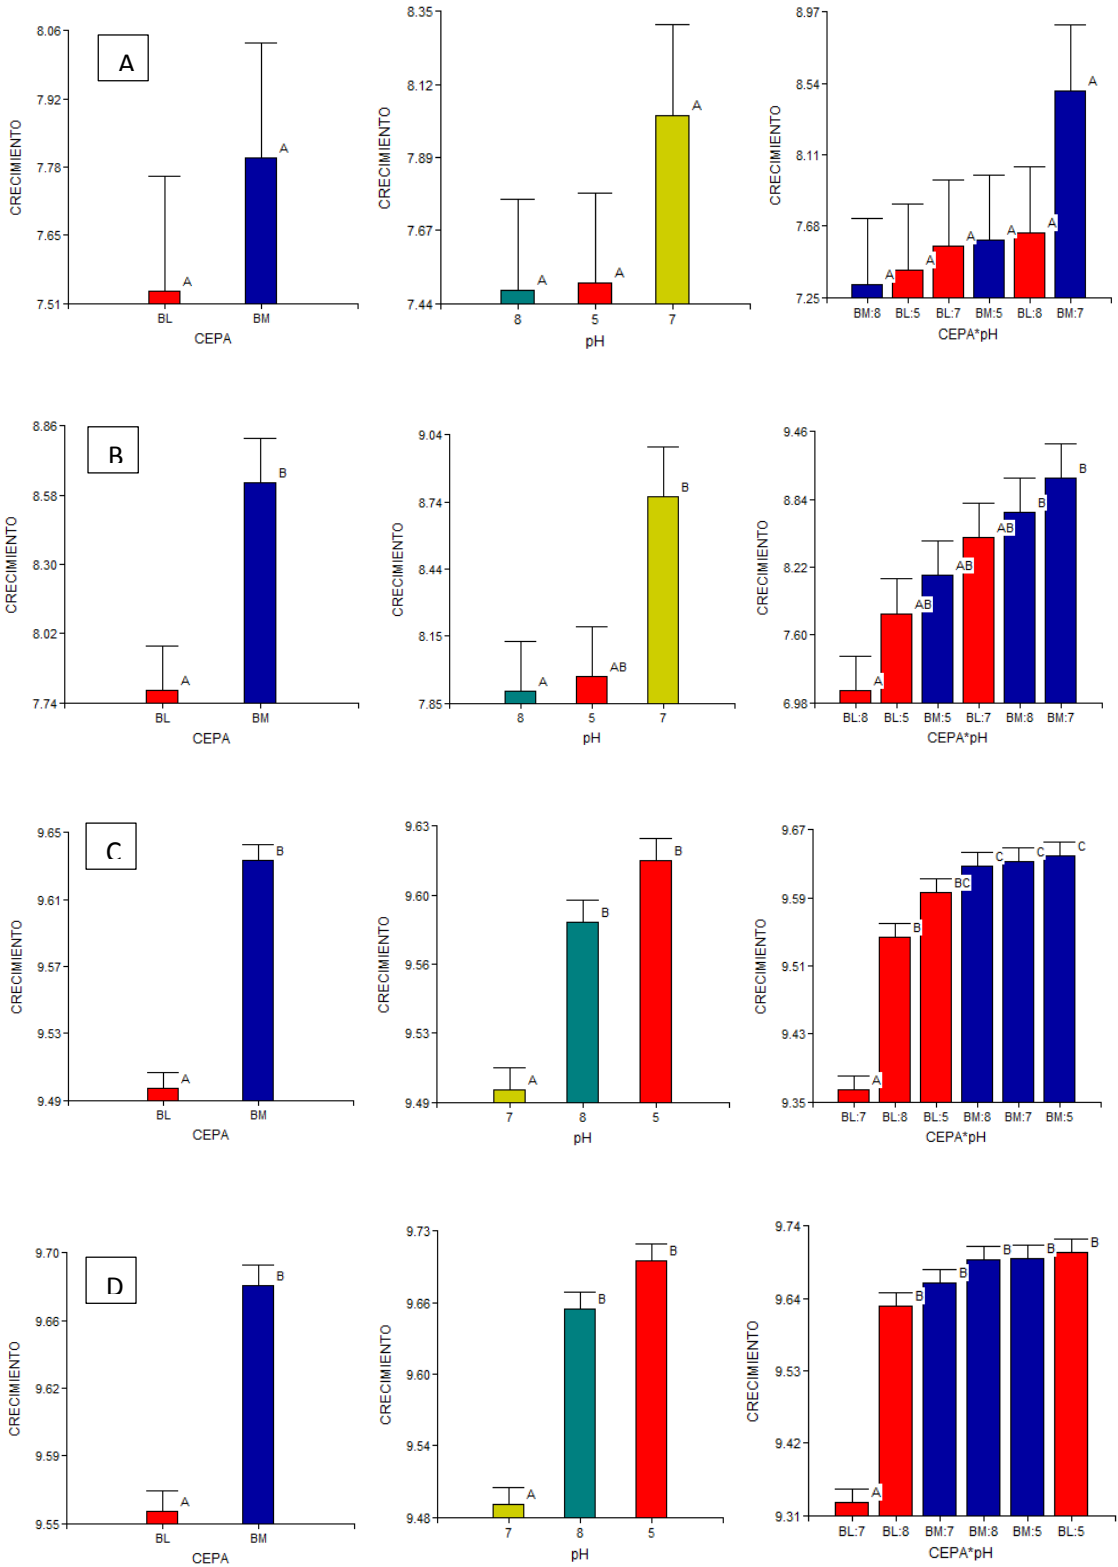 A
CRECIMIENTO
8.06
7.92
7.78
7.65
7.51
A
A
BL BM
CEPA
CRECIMIENTO
8.35
8.12
7.89
7.67
7.44
A
A
A
8 5 7
pH
CRECIMIENTO
8.97
8.54
8.11
7.68
7.25
A
A
A
A
A
A
BM:8 BL:5 BL:7 BM:5 BL:8 BM:7
CEPA*pH
B
CRECIMIENTO
8.86
8.58
8.30
8.02
7.74
A
B
BL BM
CEPA
CRECIMIENTO
9.04
8.74
8.44
8.15
7.85
A
AB
B
8 5 7
pH
CRECIMIENTO
9.46
8.84
8.22
7.60
6.98
A
AB
AB
AB
B
B
BL:8 BL:5 BM:5 BL:7 BM:8 BM:7
CEPA*pH
C
CRECIMIENTO
9.65
9.61
9.57
9.53
9.49
A
B
BL BM
CEPA
CRECIMIENTO
9.63
9.60
9.56
9.53
9.49
A
B
B
7 8 5
pH
CRECIMIENTO
9.67
9.59
9.51
9.43
9.35
A
B
BC
C
C
C
BL:7 BL:8 BL:5 BM:8 BM:7 BM:5
CEPA*pH
D
CRECIMIENTO
9.70
9.66
9.62
9.59
9.55
A
B
BL BM
CEPA
CRECIMIENTO
9.73
9.66
9.60
9.54
9.48
A
B
B
7 8 5
pH
CRECIMIENTO
9.74
9.64
9.53
9.42
9.31
A
B
B
B
B
B
BL:7 BL:8 BM:7 BM:8 BM:5 BL:5
CEPA*pH